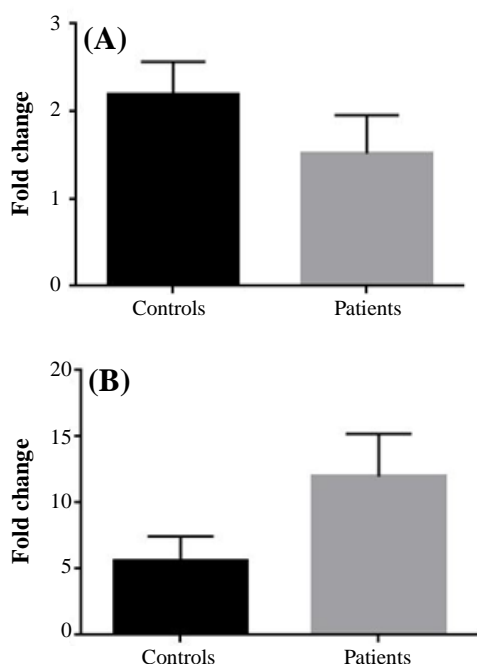 (A)
Fold change
3
2
1
0
Controls Patients
(B)
Fold change
20
15
10
5
0
Controls Patients